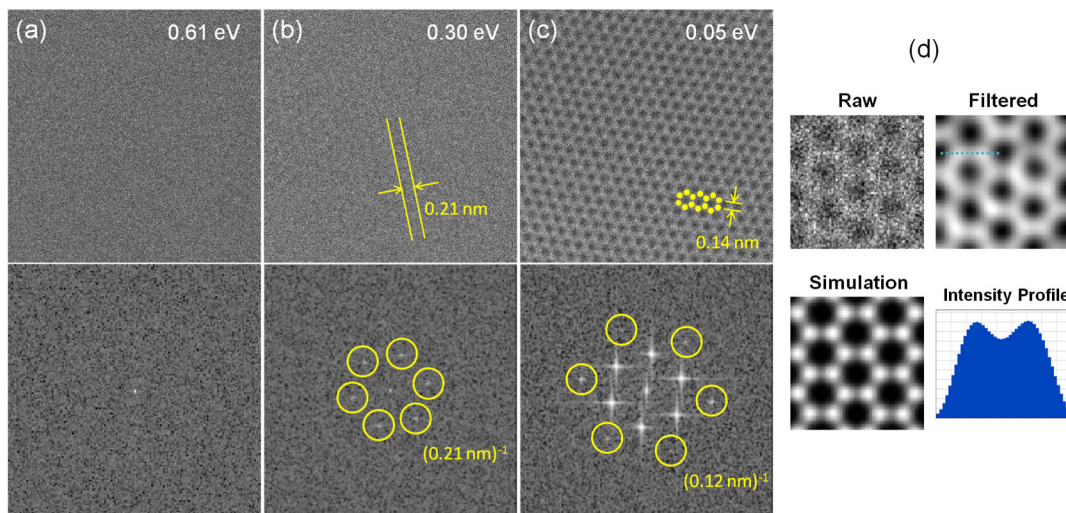 (a)
0.61 eV
(b)
0.30 eV
(c)
0.05 eV
0.21 nm
0.14 nm
(0.21 nm)⁻¹
(0.12 nm)⁻¹
(d)
Raw
Filtered
Simulation
Intensity Profile